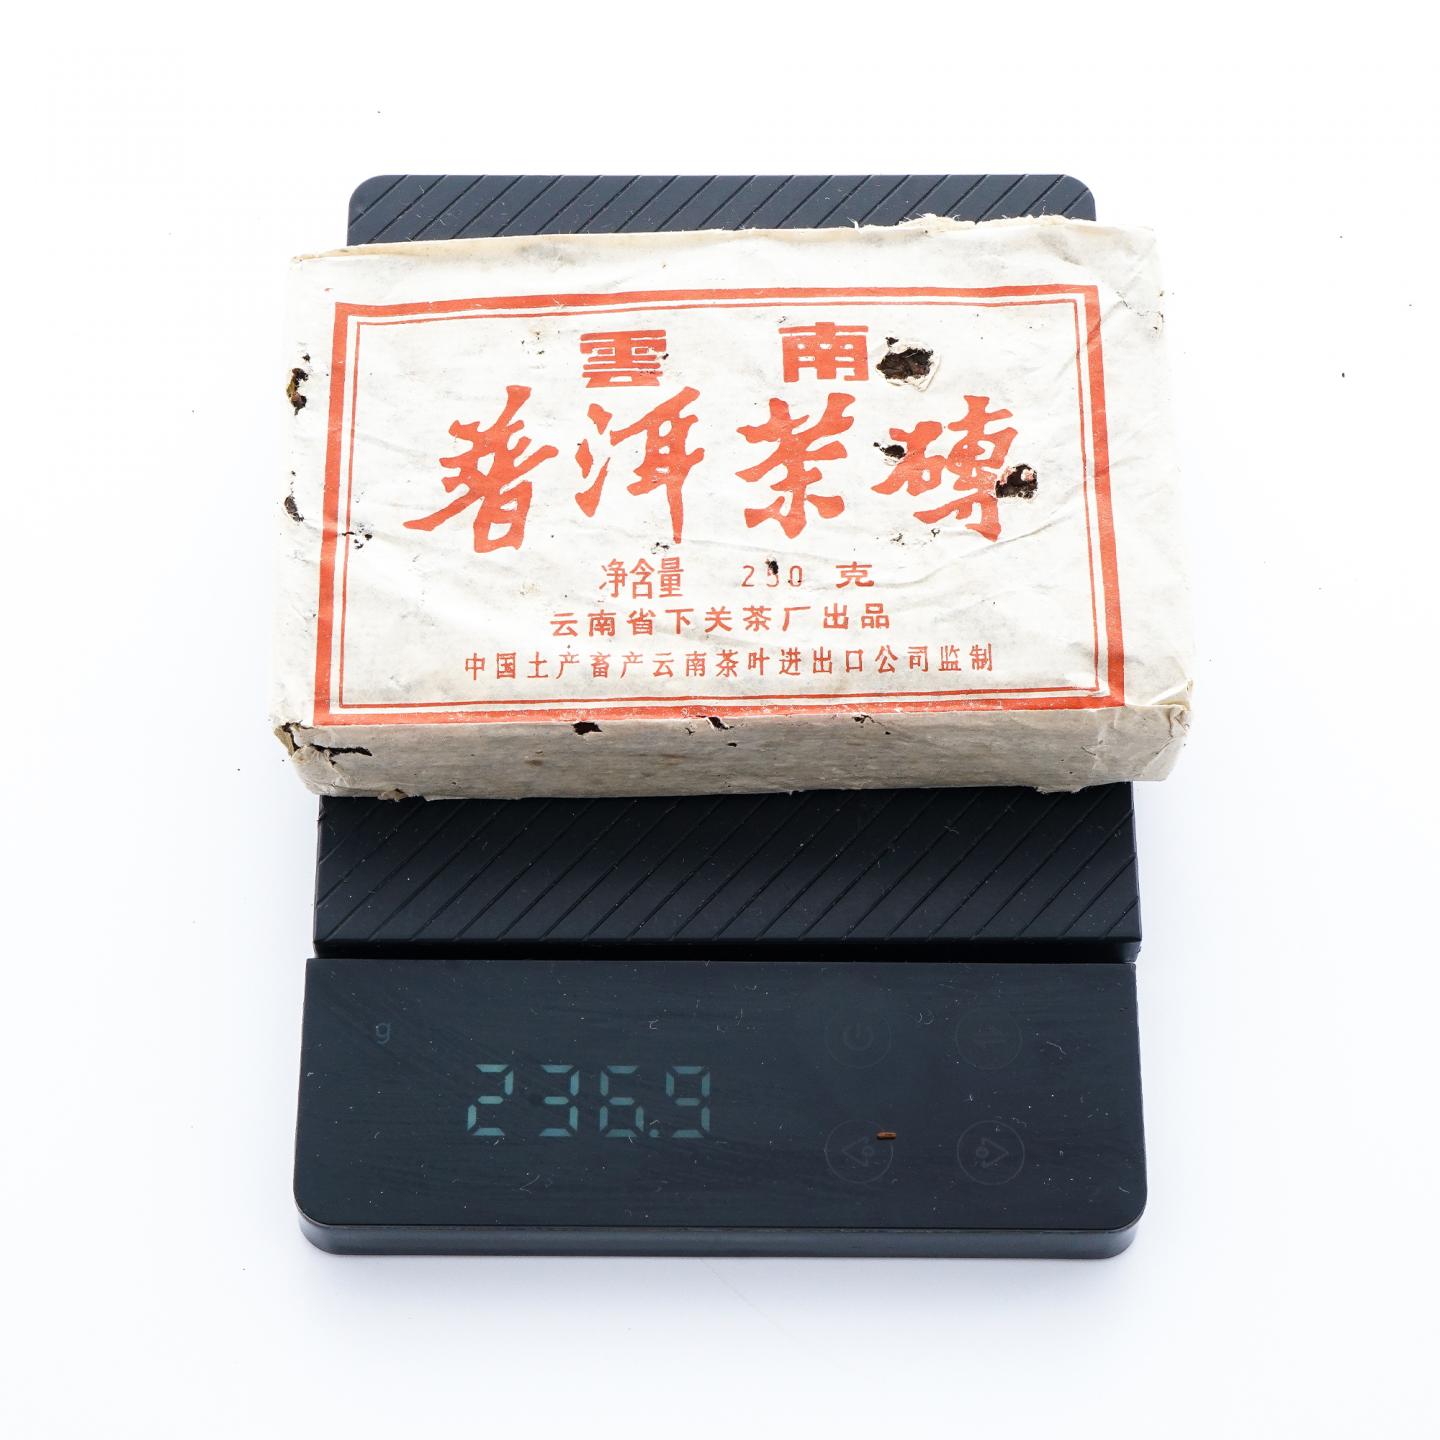 雲南
普洱茶磚
净含量 250 克
云南省下关茶厂出品
中国土产畜产云南茶叶进出口公司监制
g
236.9